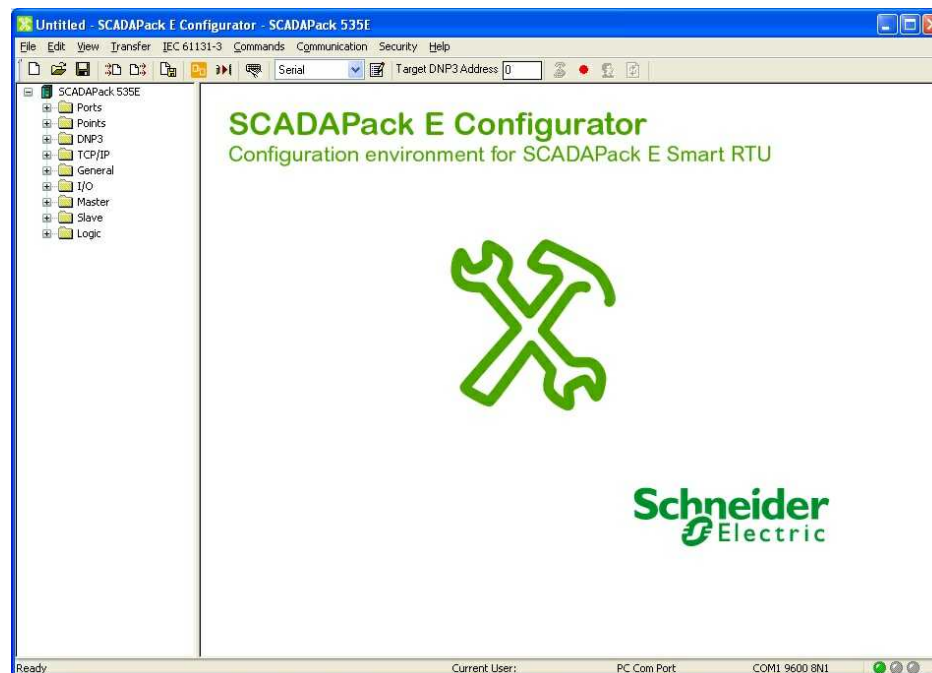 Untitled - SCADAPack E Configurator - SCADAPack 535E
File Edit View Transfer IEC 61131-3 Commands Communication Security Help
Serial Target DNP3 Address 0
SCADAPack 535E
Ports
Points
DNP3
TCP/IP
General
I/O
Master
Slave
Logic
SCADAPack E Configurator
Configuration environment for SCADAPack E Smart RTU
Schneider
Electric
Ready Current User: PC Com Port COM1 9600 8N1